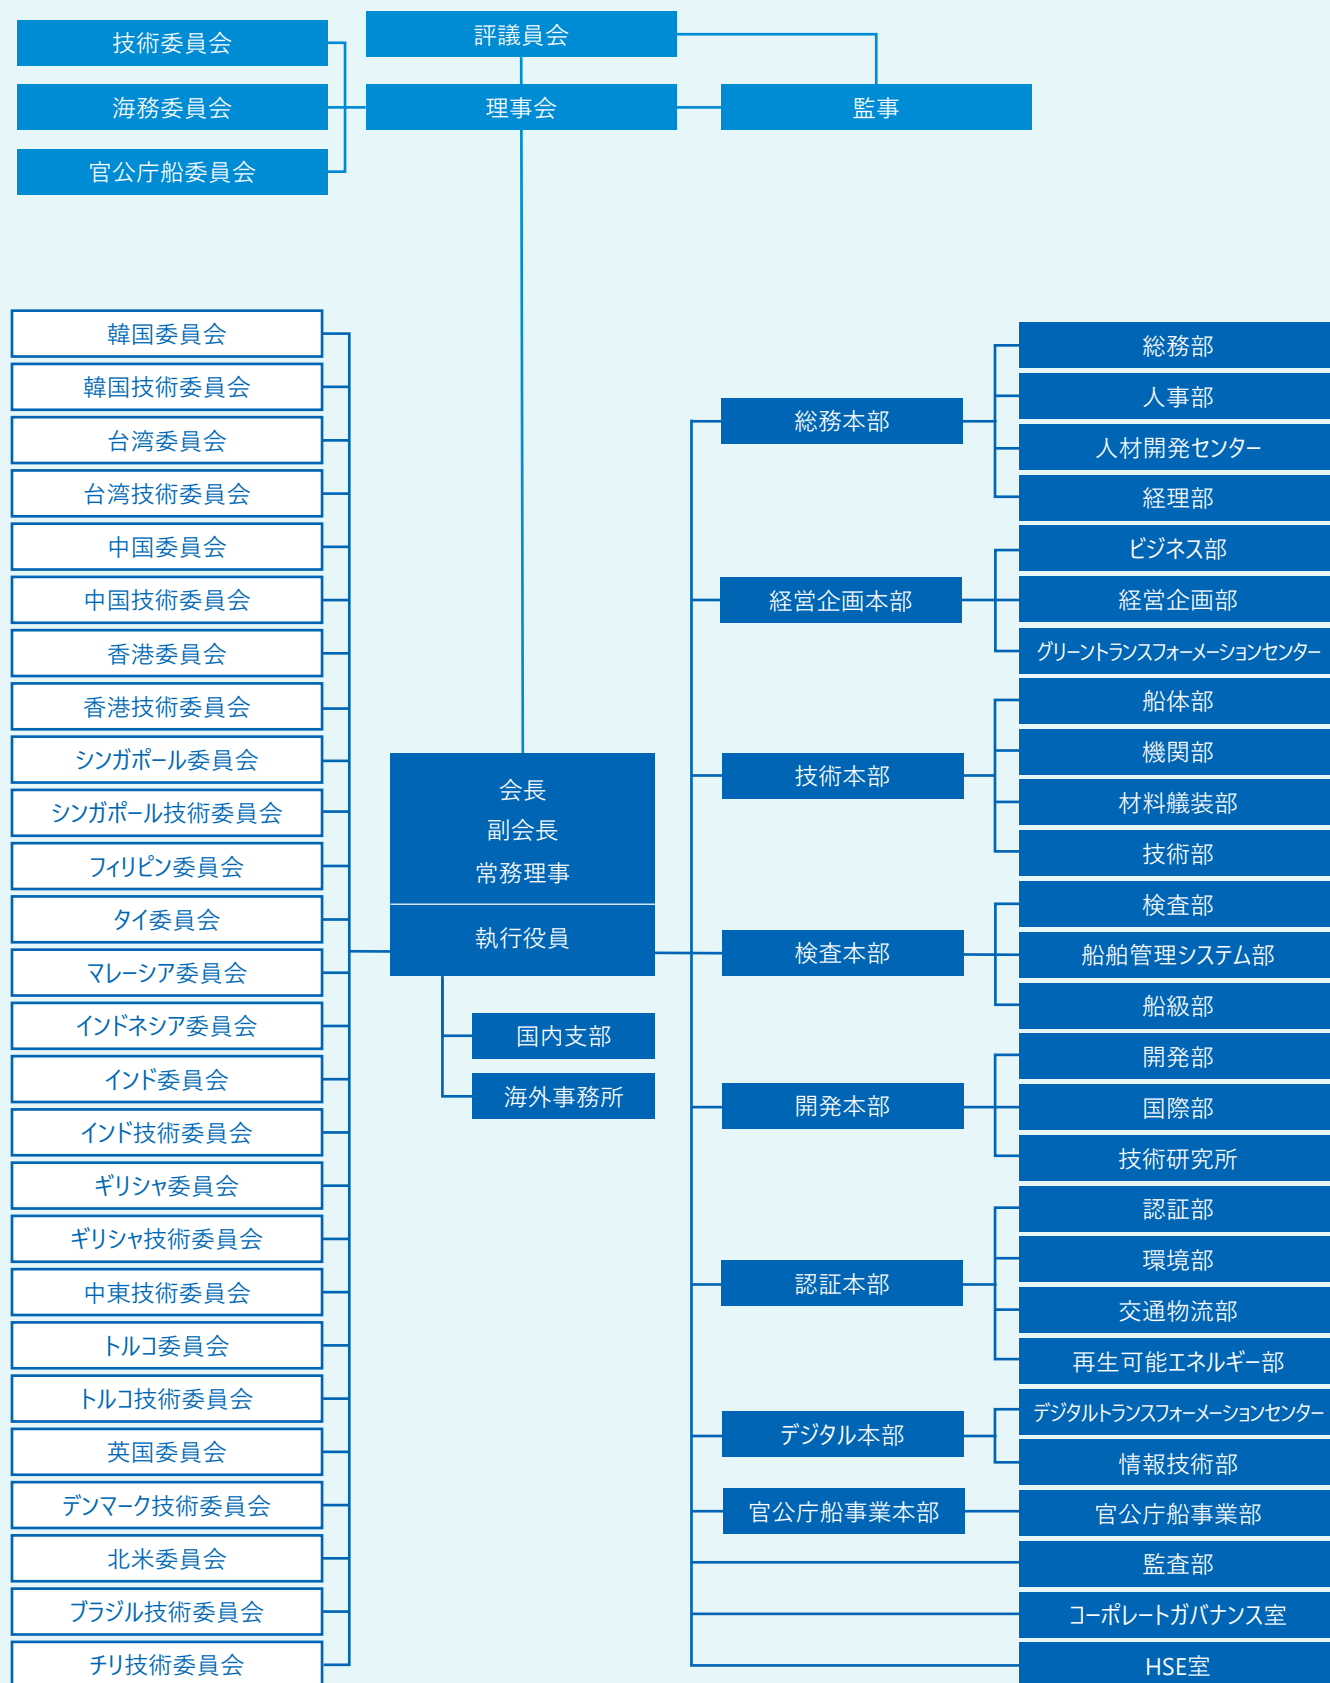 技術委員会
海務委員会
官公庁船委員会
評議員会
理事会
監事
韓国委員会
韓国技術委員会
台湾委員会
台湾技術委員会
中国委員会
中国技術委員会
香港委員会
香港技術委員会
シンガポール委員会
シンガポール技術委員会
フィリピン委員会
タイ委員会
マレーシア委員会
インドネシア委員会
インド委員会
インド技術委員会
ギリシャ委員会
ギリシャ技術委員会
中東技術委員会
トルコ委員会
トルコ技術委員会
英国委員会
デンマーク技術委員会
北米委員会
ブラジル技術委員会
チリ技術委員会
会長
副会長
常務理事
執行役員
国内支部
海外事務所
総務本部
総務部
人事部
人材開発センター
経理部
経営企画本部
ビジネス部
経営企画部
グリーントランスフォーメーションセンター
技術本部
船体部
機関部
材料艤装部
技術部
検査本部
検査部
船舶管理システム部
船級部
開発本部
開発部
国際部
技術研究所
認証本部
認証部
環境部
交通物流部
再生可能エネルギー部
デジタル本部
デジタルトランスフォーメーションセンター
情報技術部
官公庁船事業本部
官公庁船事業部
監査部
コーポレートガバナンス室
HSE室